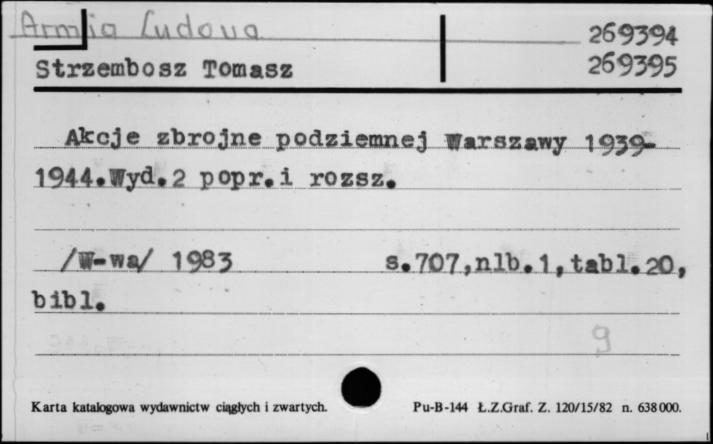 Armia Ludowa 269394
Strzembosz Tomasz 269395
Akcje zbrojne podziemnej Warszawy 1939-
1944.Wyd.2 popr.i rozsz.
/W-wa/ 1983 s.707,nlb.1,tabl.20,
bibl.
9
Karta katalogowa wydawnictw ciągłych i zwartych. Pu-B-144 Ł.Z.Graf. Z. 120/15/82 n. 638000.